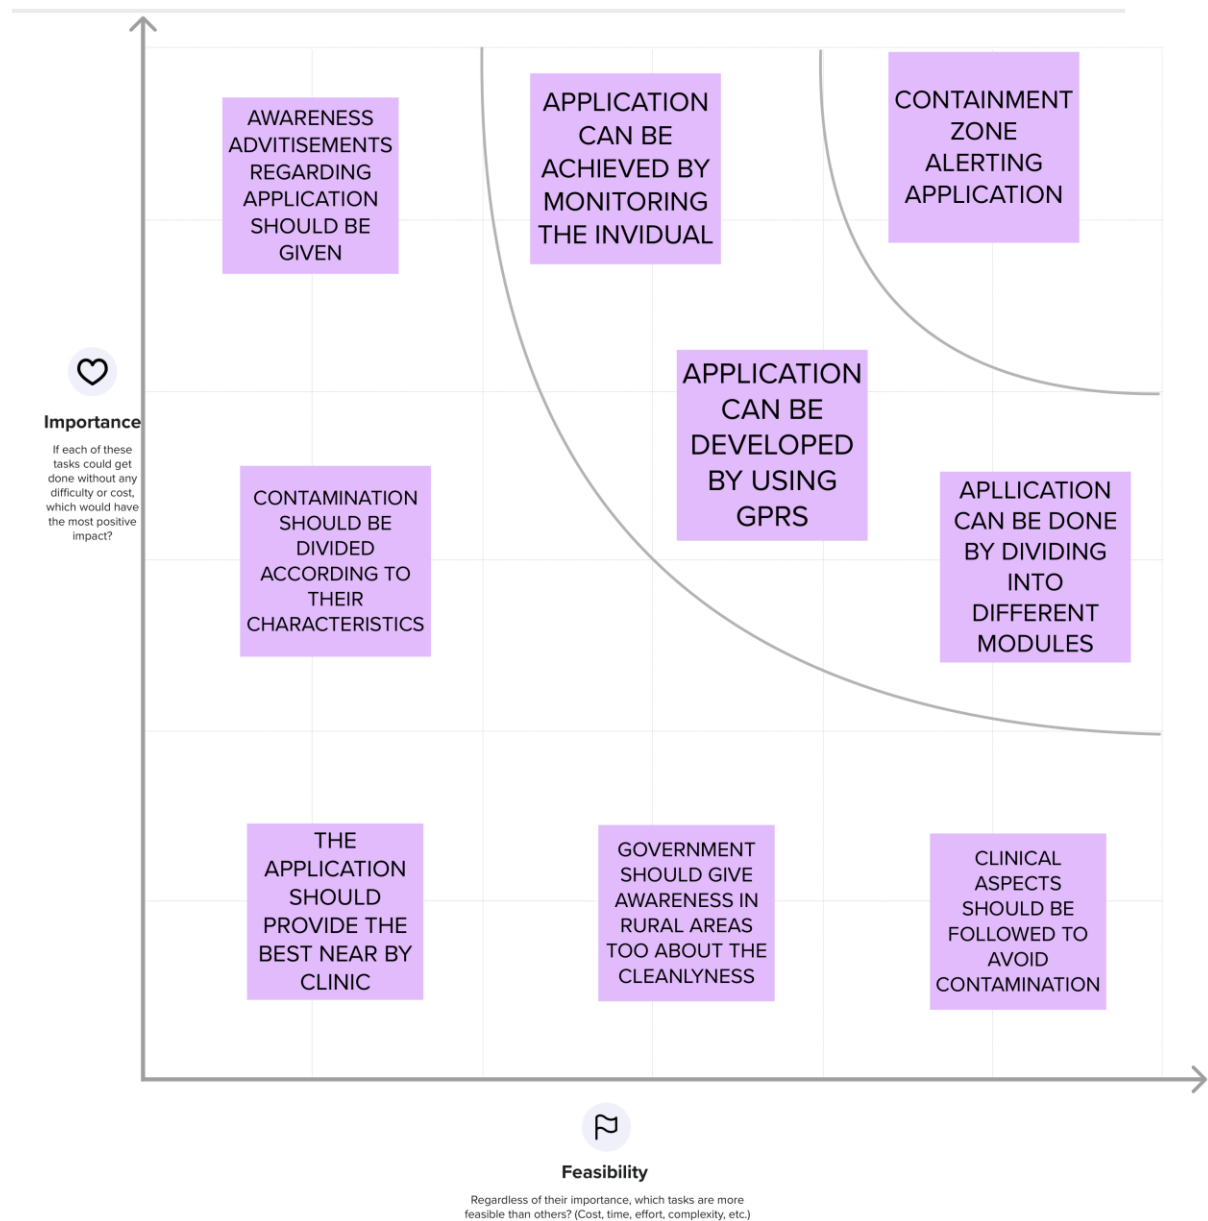 AWARENESS
ADVITISEMENTS
REGARDING
APPLICATION
SHOULD BE
GIVEN
APPLICATION
CAN BE
ACHIEVED BY
MONITORING
THE INVIDUAL
CONTAINMENT
ZONE
ALERTING
APPLICATION
Importance
If each of these
tasks could get
done without any
difficulty or cost,
which would have
the most positive
impact?
APPLICATION
CAN BE
DEVELOPED
BY USING
GPRS
CONTAMINATION
SHOULD BE
DIVIDED
ACCORDING TO
THEIR
CHARACTERISTICS
APLLICATION
CAN BE DONE
BY DIVIDING
INTO
DIFFERENT
MODULES
THE
APPLICATION
SHOULD
PROVIDE THE
BEST NEAR BY
CLINIC
GOVERNMENT
SHOULD GIVE
AWARENESS IN
RURAL AREAS
TOO ABOUT THE
CLEANLYNESS
CLINICAL
ASPECTS
SHOULD BE
FOLLOWED TO
AVOID
CONTAMINATION
Feasibility
Regardless of their importance, which tasks are more
feasible than others? (Cost, time, effort, complexity, etc.)